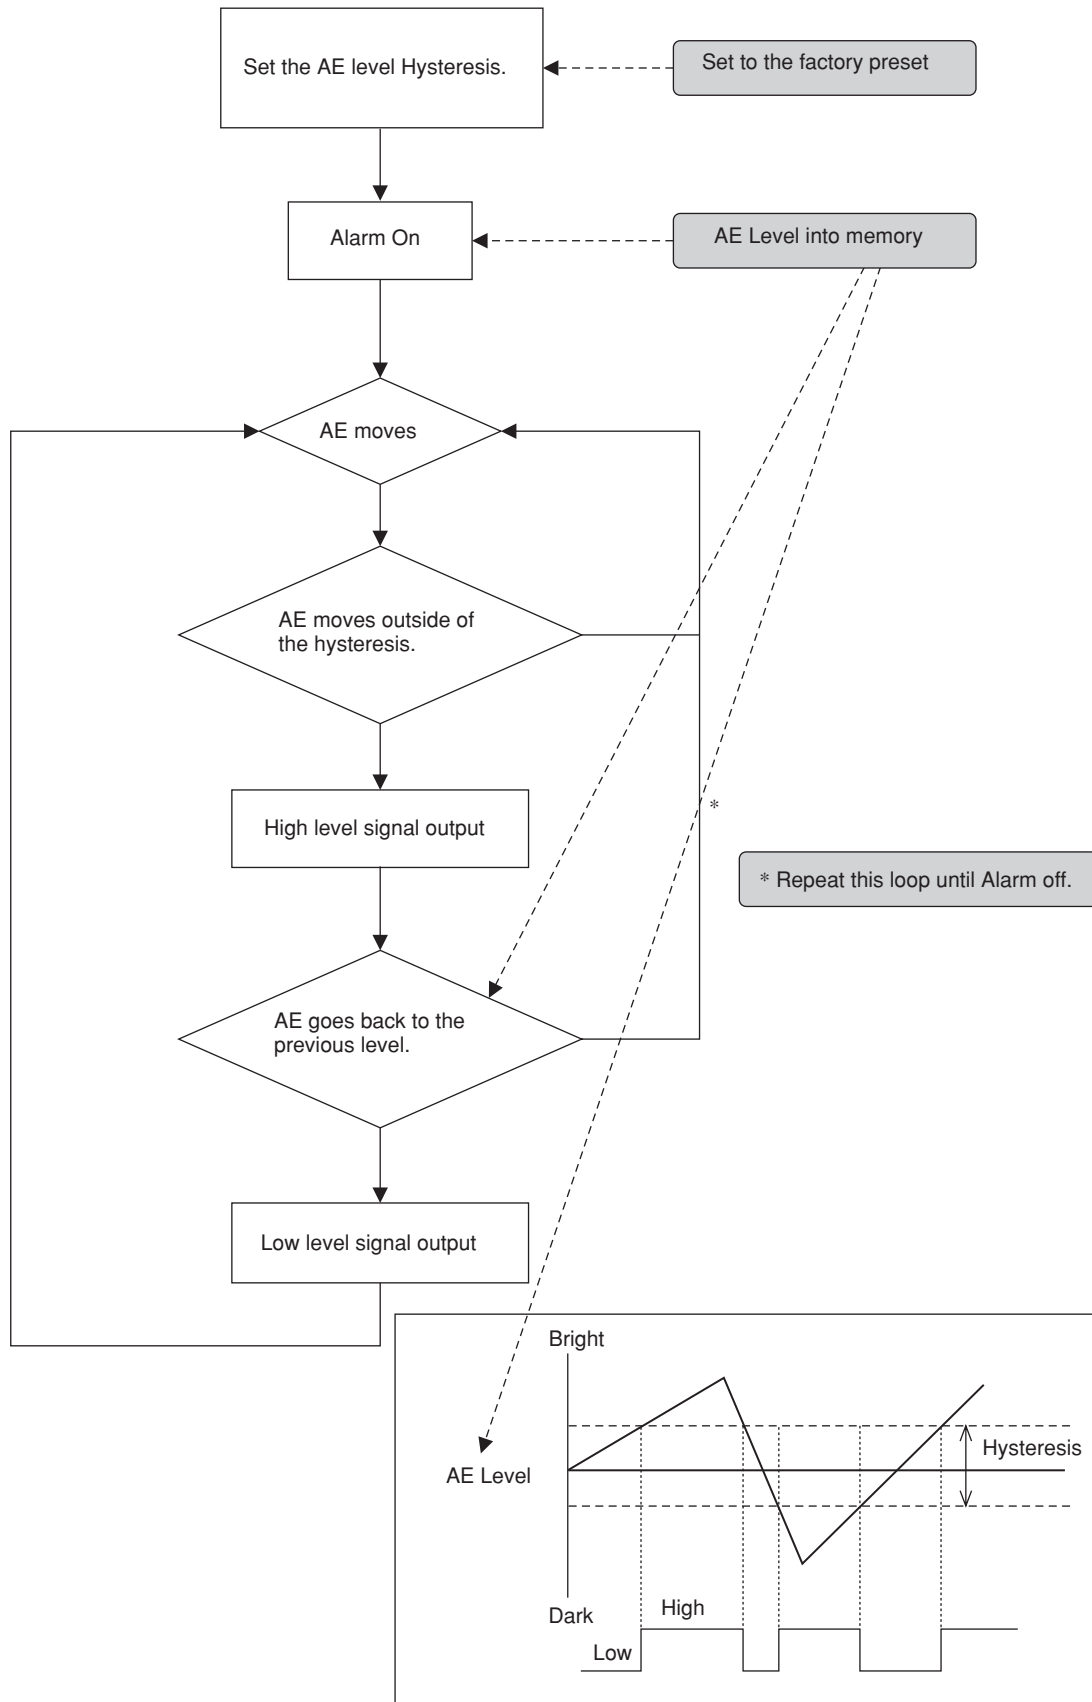 Set the AE level Hysteresis.
Set to the factory preset
Alarm On
AE Level into memory
AE moves
AE moves outside of
the hysteresis.
High level signal output
*
* Repeat this loop until Alarm off.
AE goes back to the
previous level.
Low level signal output
Bright
Hysteresis
AE Level
Dark
High
Low